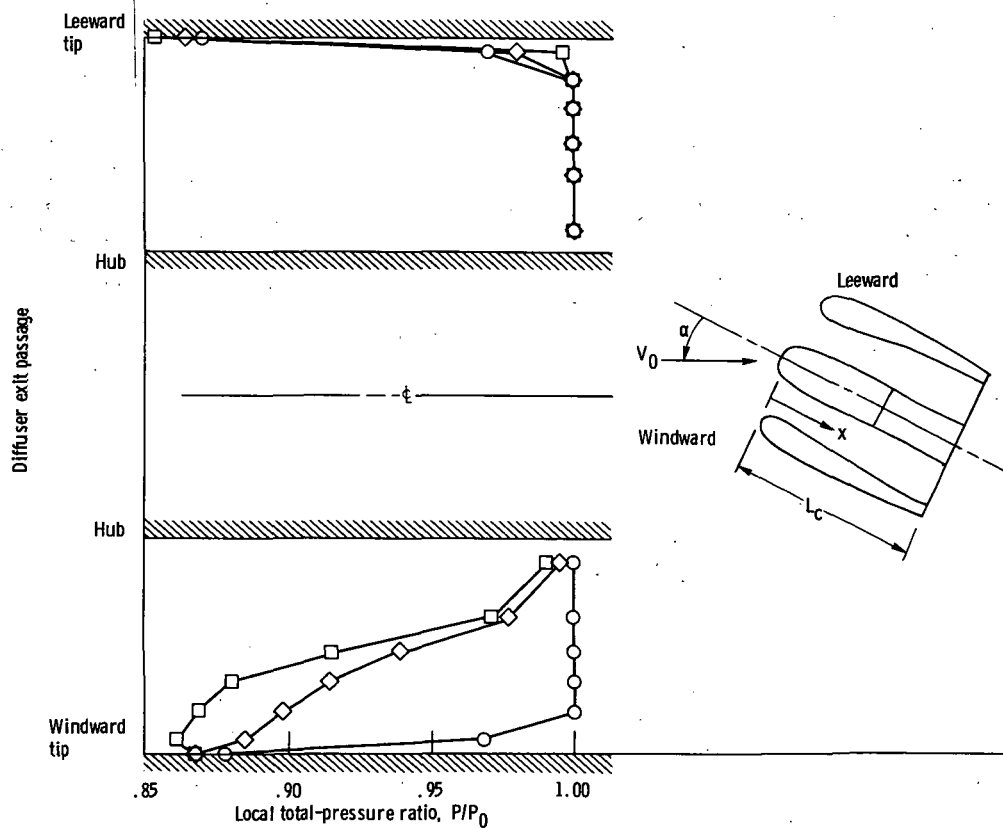 Leeward
tip
Hub
Diffuser exit passage
℄
Hub
Windward
tip
.85
.90
.95
1.00
Local total-pressure ratio, P/P0
Leeward
α
V0
x
Windward
Lc